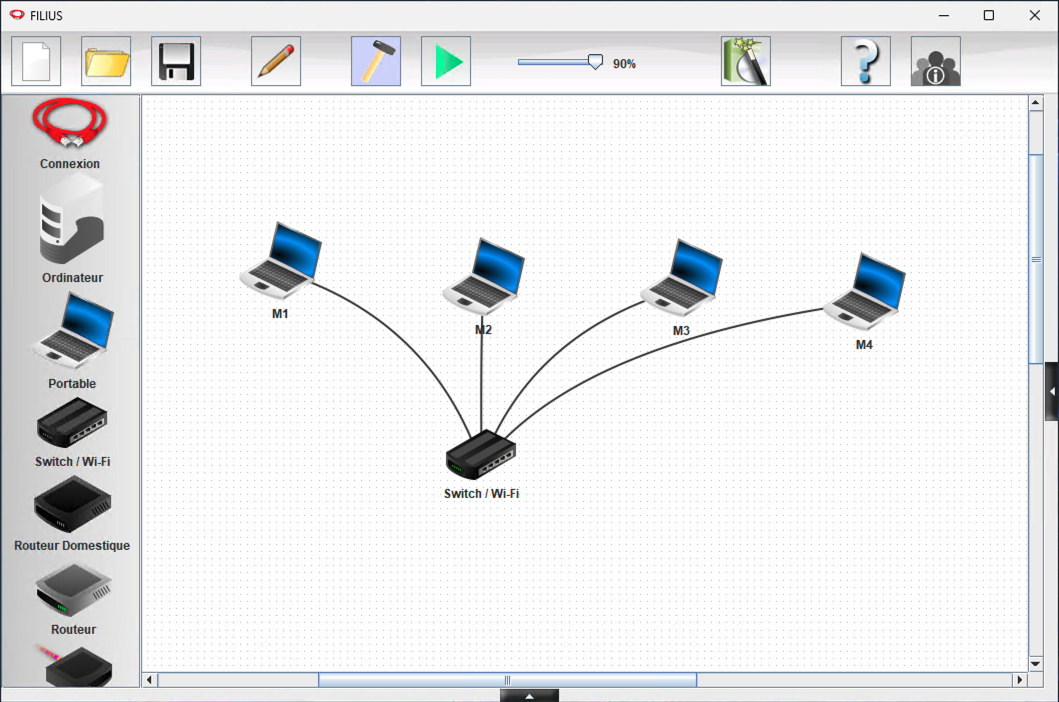 FILIUS
90%
Connexion
Ordinateur
Portable
Switch / Wi-Fi
Routeur Domestique
Routeur
M1
M2
M3
M4
Switch / Wi-Fi